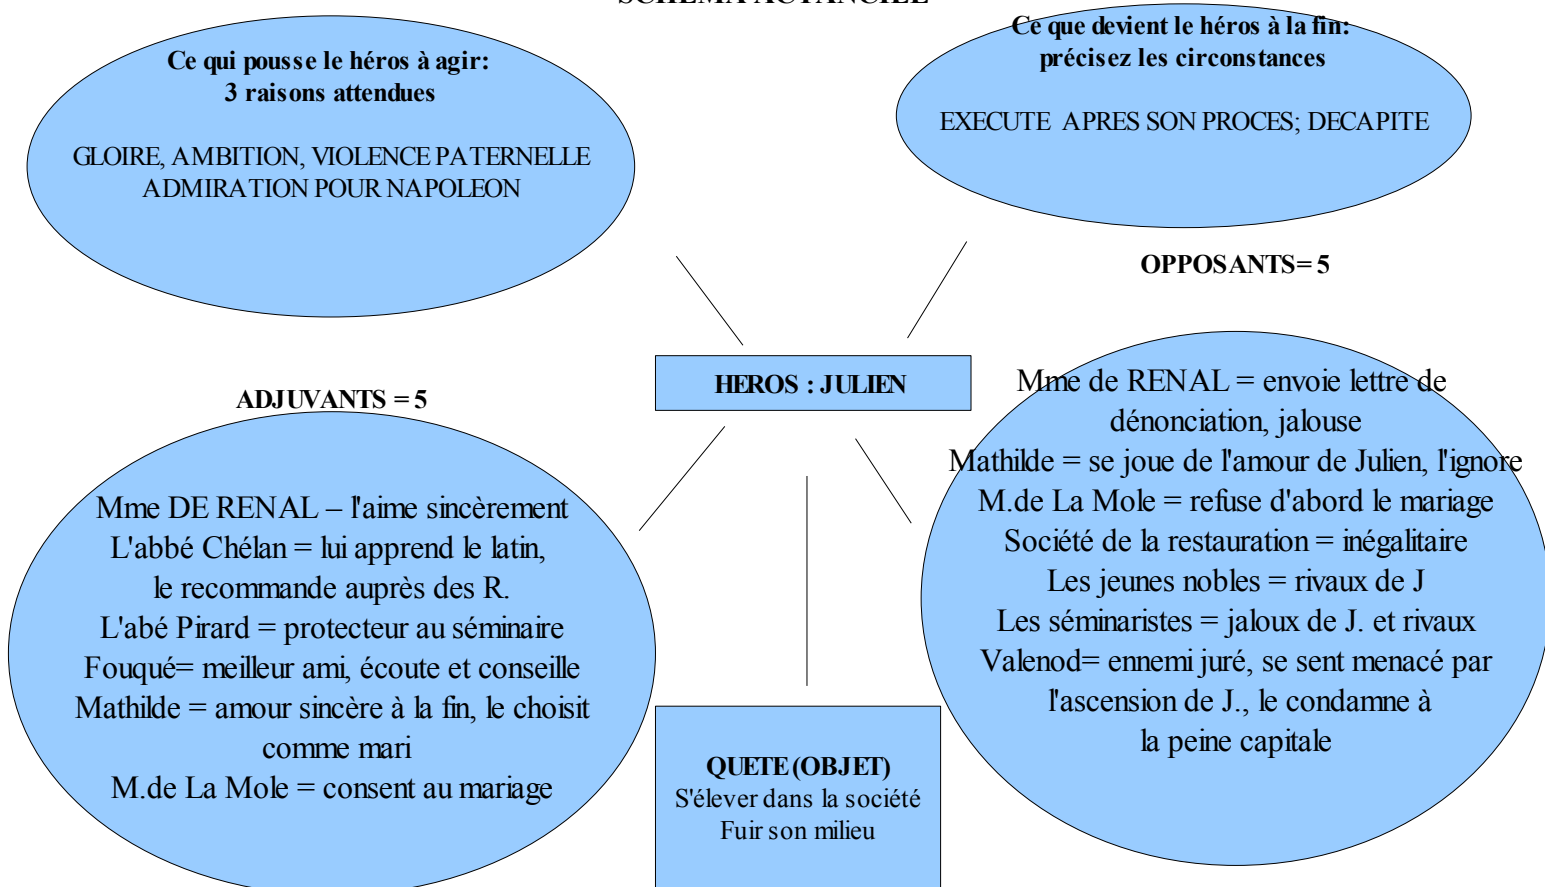 SCHEMA ACTANCIEL
Ce qui pousse le héros à agir:
3 raisons attendues
GLOIRE, AMBITION, VIOLENCE PATERNELLE
ADMIRATION POUR NAPOLEON
Ce que devient le héros à la fin:
précisez les circonstances
EXECUTE APRES SON PROCES; DECAPITE
OPPOSANTS= 5
HEROS : JULIEN
ADJUVANTS = 5
Mme DE RENAL – l'aime sincèrement
L'abbé Chélan = lui apprend le latin,
le recommande auprès des R.
L'abé Pirard = protecteur au séminaire
Fouqué= meilleur ami, écoute et conseille
Mathilde = amour sincère à la fin, le choisit
comme mari
M.de La Mole = consent au mariage
Mme de RENAL = envoie lettre de
dénonciation, jalouse
Mathilde = se joue de l'amour de Julien, l'ignore
M.de La Mole = refuse d'abord le mariage
Société de la restauration = inégalitaire
Les jeunes nobles = rivaux de J
Les séminaristes = jaloux de J. et rivaux
Valenod= ennemi juré, se sent menacé par
l'ascension de J., le condamne à
la peine capitale
QUETE (OBJET)
S'élever dans la société
Fuir son milieu